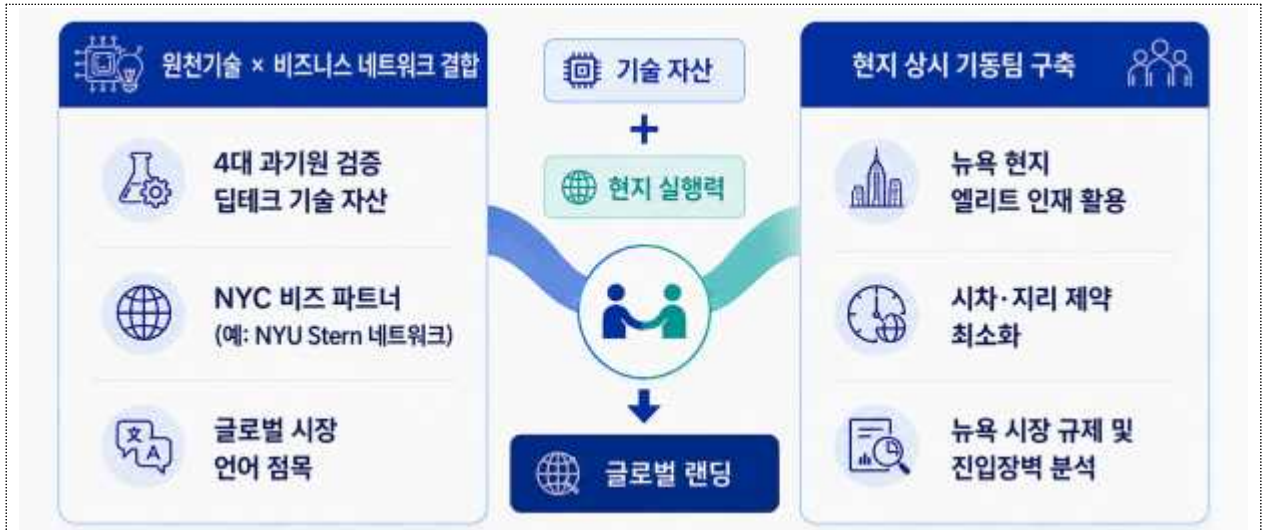 원천기술 × 비즈니스 네트워크 결합
4대 과기원 검증
딥테크 기술 자산
NYC 비즈 파트너
(예: NYU Stern 네트워크)
文 A
글로벌 시장
언어 점목
기술 자산
+
현지 실행력
글로벌 랜딩
현지 상시 기동팀 구축
뉴욕 현지
엘리트 인재 활용
시차·지리 제약
최소화
뉴욕 시장 규제 및
진입장벽 분석